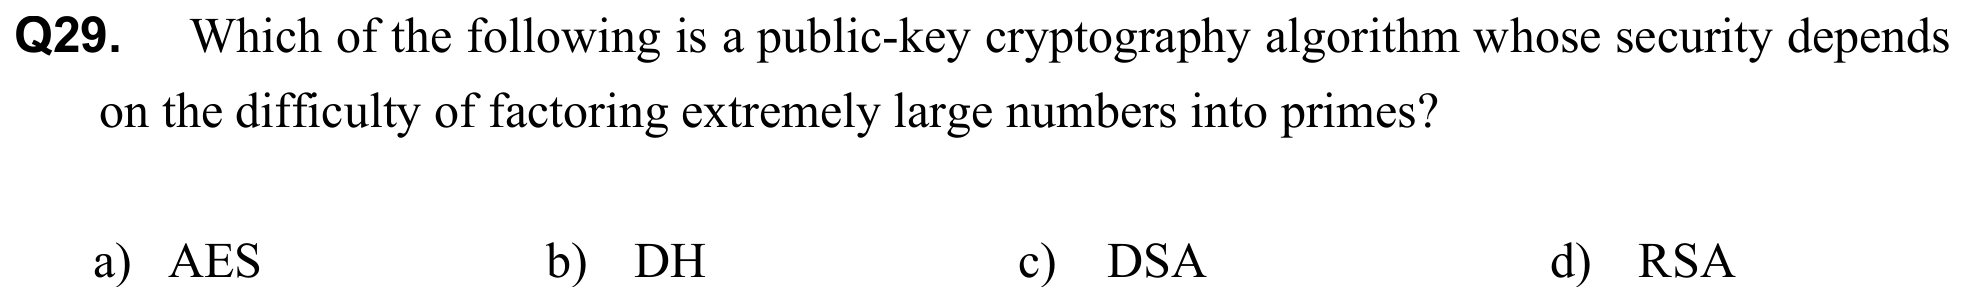 Q29. Which of the following is a public-key cryptography algorithm whose security depends
on the difficulty of factoring extremely large numbers into primes?
a) AES b) DH c) DSA d) RSA